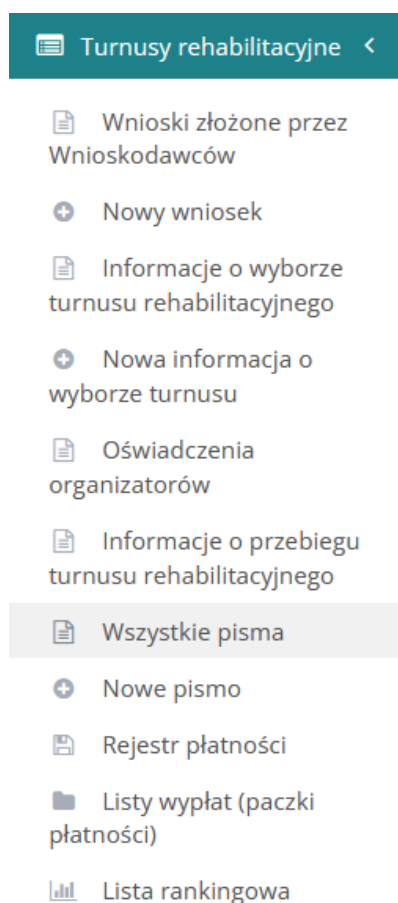 Turnusy rehabilitacyjne
Wnioski złożone przez
Wnioskodawców
Nowy wniosek
Informacje o wyborze
turnusu rehabilitacyjnego
Nowa informacja o
wyborze turnusu
Oświadczenia
organizatorów
Informacje o przebiegu
turnusu rehabilitacyjnego
Wszystkie pisma
Nowe pismo
Rejestr płatności
Listy wypłat (paczki
płatności)
Lista rankingowa